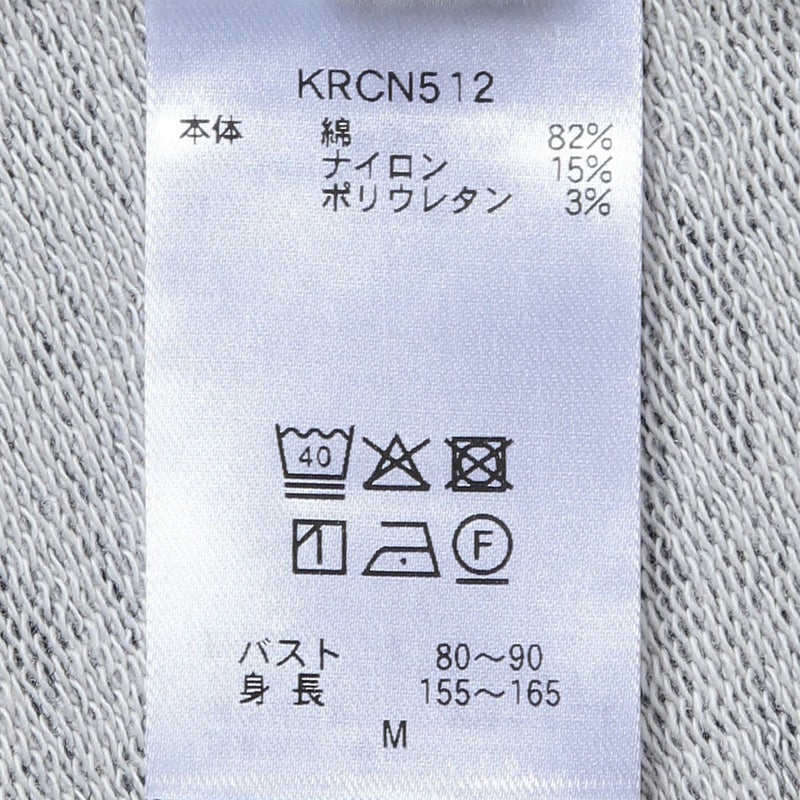 KRCN512
本体 綿 82%
ナイロン 15%
ポリウレタン 3%
40
F
バスト 80〜90
身長 155〜165
M